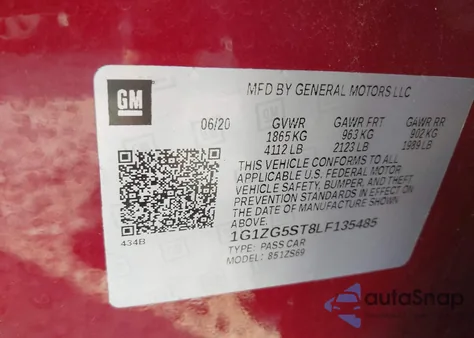 GM
MFD BY GENERAL MOTORS LLC
06/20 GVWR GAWR FRT GAWR RR
1865 KG 963 KG 902 KG
4112 LB 2123 LB 1989 LB
THIS VEHICLE CONFORMS TO ALL
APPLICABLE U.S. FEDERAL MOTOR
VEHICLE SAFETY, BUMPER, AND THEFT
PREVENTION STANDARDS IN EFFECT
ON THE DATE OF MANUFACTURE
SHOWN ABOVE.
1G1ZG5ST8LF135485
TYPE: PASS CAR
MODEL: 851ZS69
434B
autoSnap